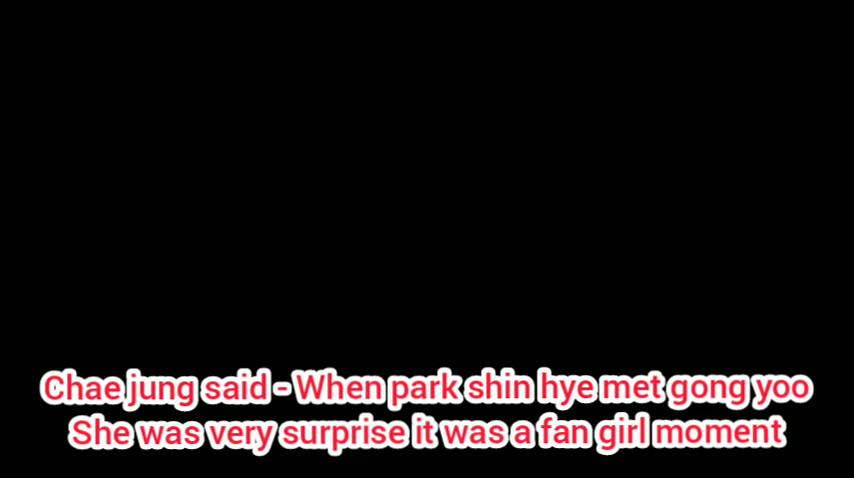 Chae jung said - When park shin hye met gong yoo
She was very surprise it was a fan girl moment